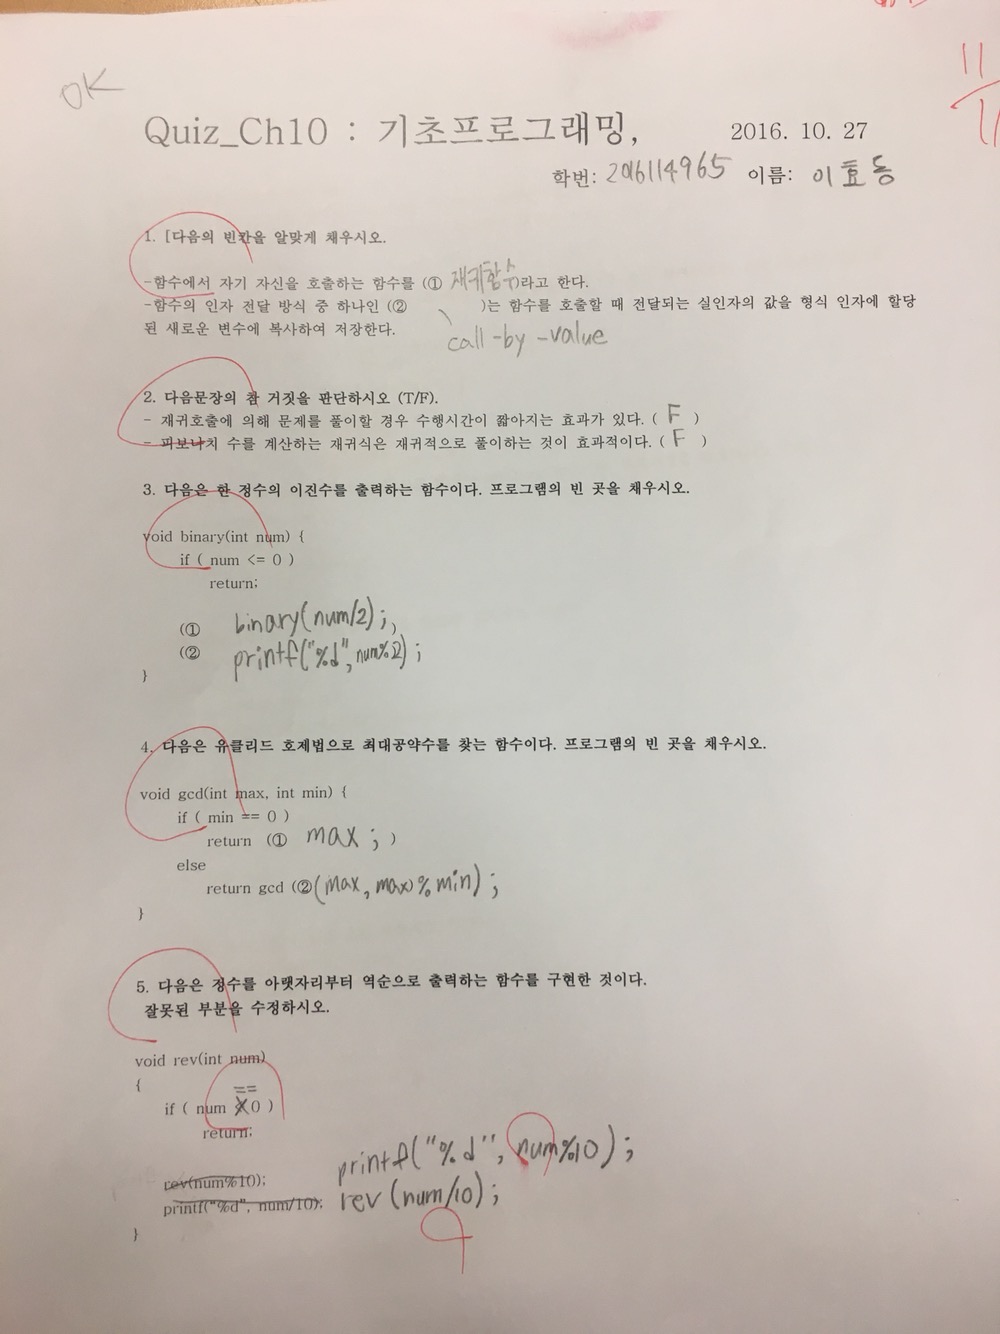 OK
11
Quiz_Ch10 : 기초프로그래밍, 2016. 10. 27
학번: 2016114965 이름: 이효동
1. [다음의 빈칸을 알맞게 채우시오.
-함수에서 자기 자신을 호출하는 함수를 (① 재귀함수)라고 한다.
-함수의 인자 전달 방식 중 하나인 (② )는 함수를 호출할 때 전달되는 실인자의 값을 형식 인자에 할당
된 새로운 변수에 복사하여 저장한다.
call-by-value
2. 다음문장의 참 거짓을 판단하시오 (T/F).
- 재귀호출에 의해 문제를 풀이할 경우 수행시간이 짧아지는 효과가 있다. ( F )
- 피보나치 수를 계산하는 재귀식은 재귀적으로 풀이하는 것이 효과적이다. ( F )
3. 다음은 한 정수의 이진수를 출력하는 함수이다. 프로그램의 빈 곳을 채우시오.
void binary(int num) {
if ( num <= 0 )
return;
(① binary(num/2); )
(② printf("%d", num%2) ;
}
4. 다음은 유클리드 호제법으로 최대공약수를 찾는 함수이다. 프로그램의 빈 곳을 채우시오.
void gcd(int max, int min) {
if ( min == 0 )
return (① max ; )
else
return gcd (② (max, max % min) ;
}
5. 다음은 정수를 아랫자리부터 역순으로 출력하는 함수를 구현한 것이다.
잘못된 부분을 수정하시오.
void rev(int num)
{
==
if ( num < 0 )
return;
printf("%d", num%10);
rev(num%10);
rev (num/10);
printf("%d", num/10);
}